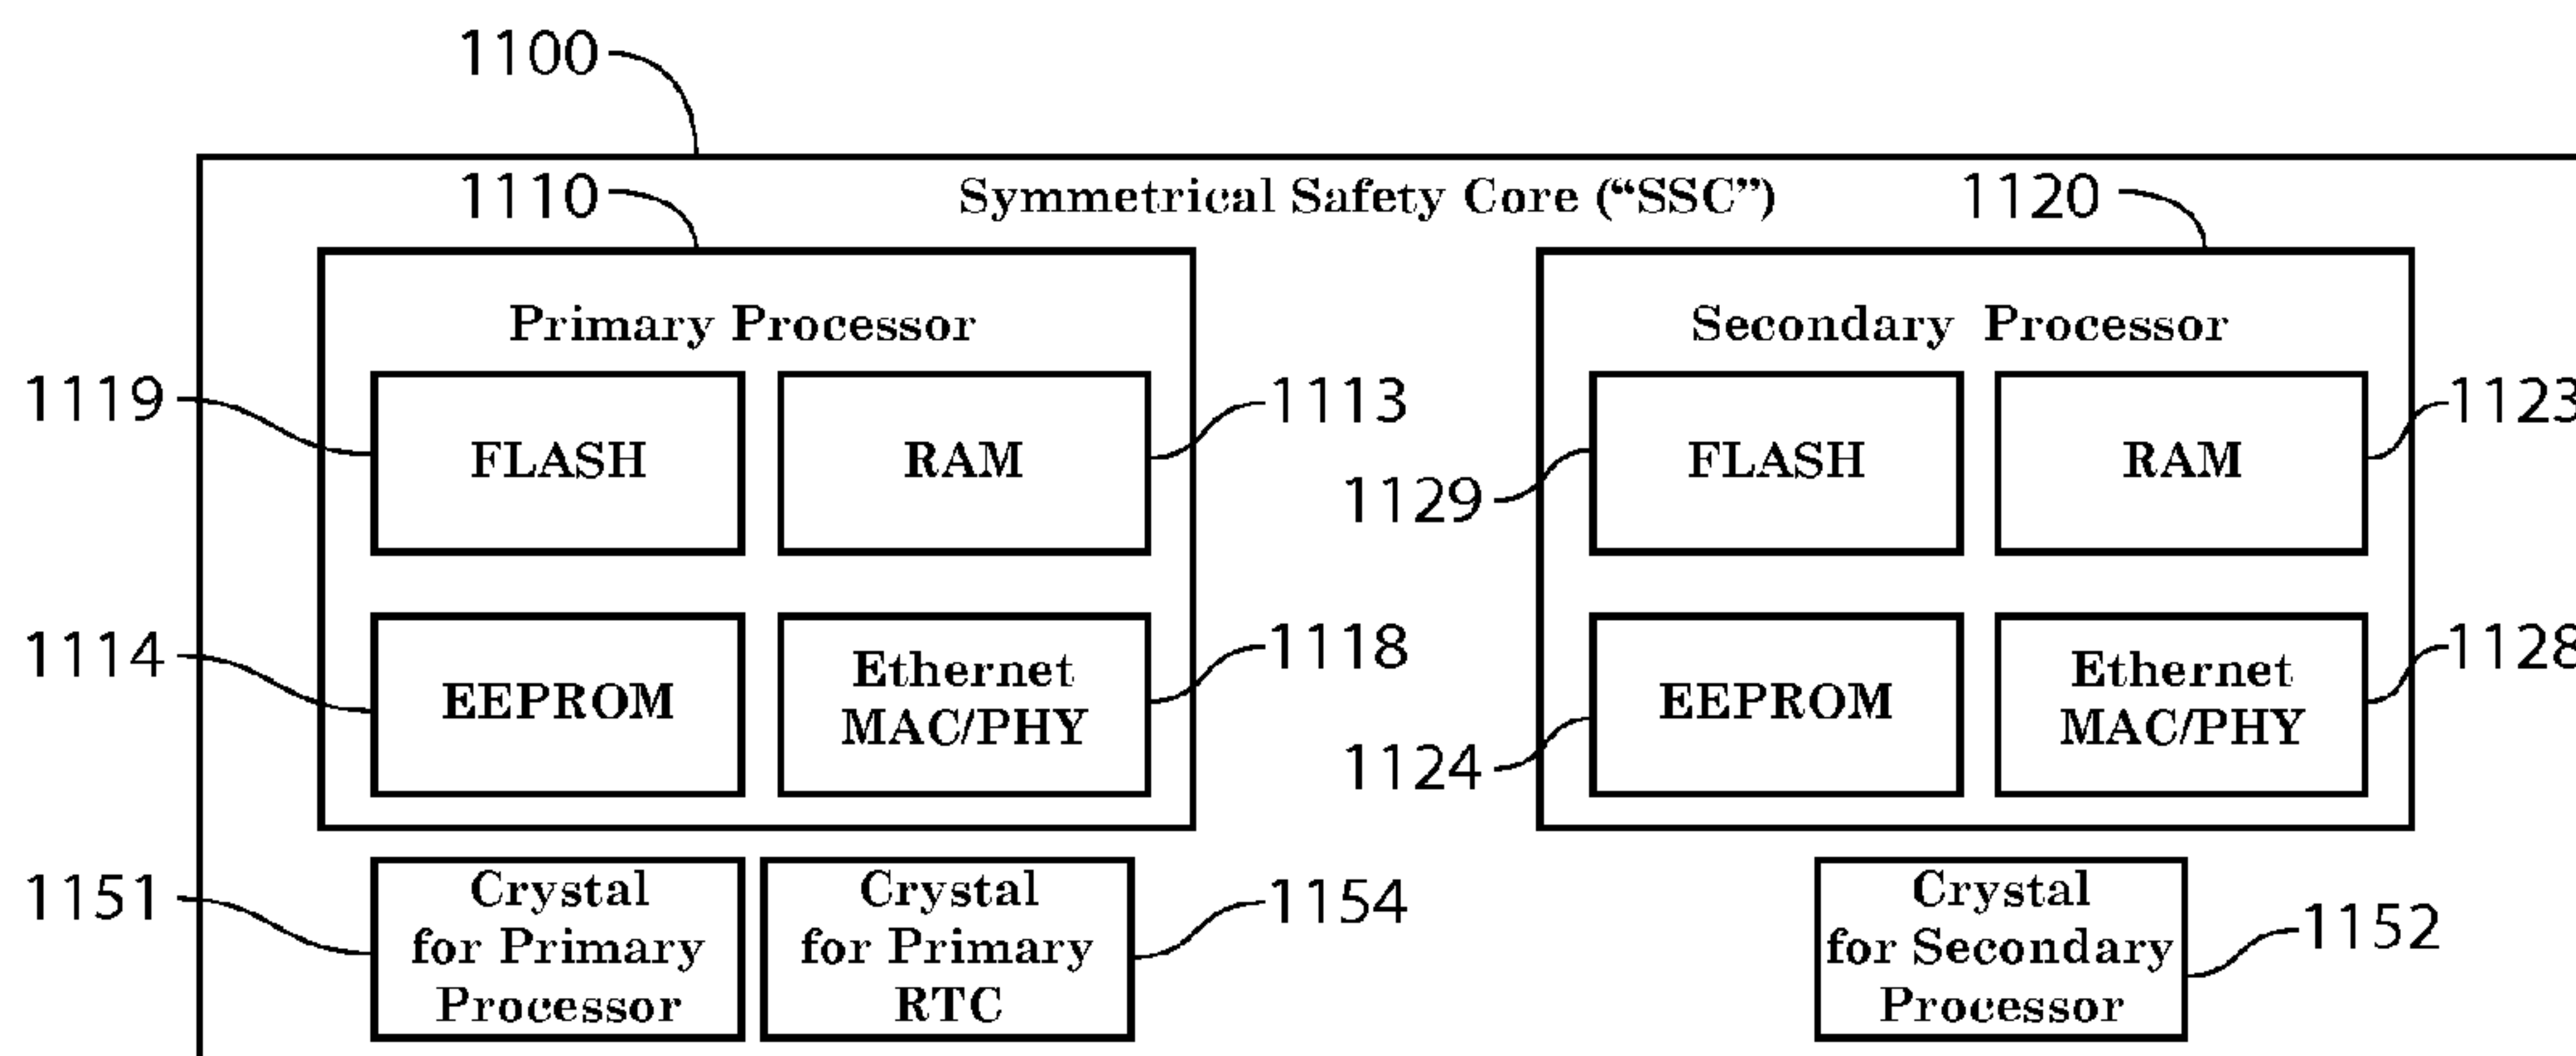 1100
1110
Symmetrical Safety Core (“SSC”)
1120
Primary Processor
Secondary Processor
1119
FLASH
RAM
1113
1129
FLASH
RAM
1123
1114
EEPROM
Ethernet
MAC/PHY
1118
1124
EEPROM
Ethernet
MAC/PHY
1128
1151
Crystal
for Primary
Processor
Crystal
for Primary
RTC
1154
Crystal
for Secondary
Processor
1152